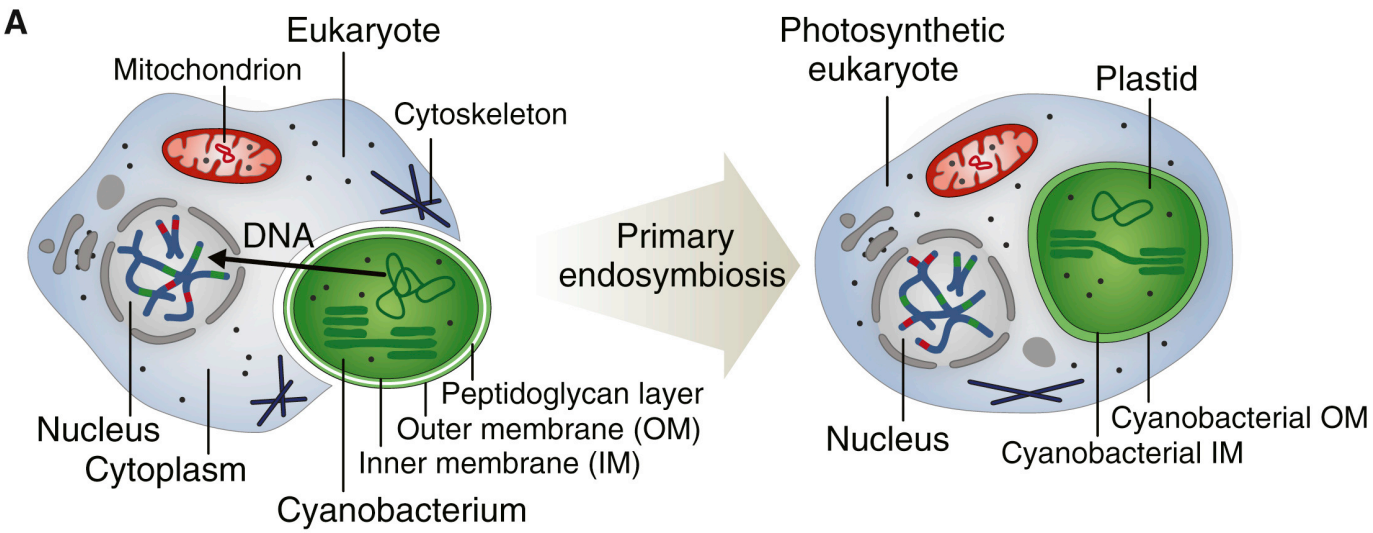 A
Eukaryote
Mitochondrion
Cytoskeleton
DNA
Nucleus
Cytoplasm
Peptidoglycan layer
Outer membrane (OM)
Inner membrane (IM)
Cyanobacterium
Primary
endosymbiosis
Photosynthetic
eukaryote
Plastid
Nucleus
Cyanobacterial OM
Cyanobacterial IM